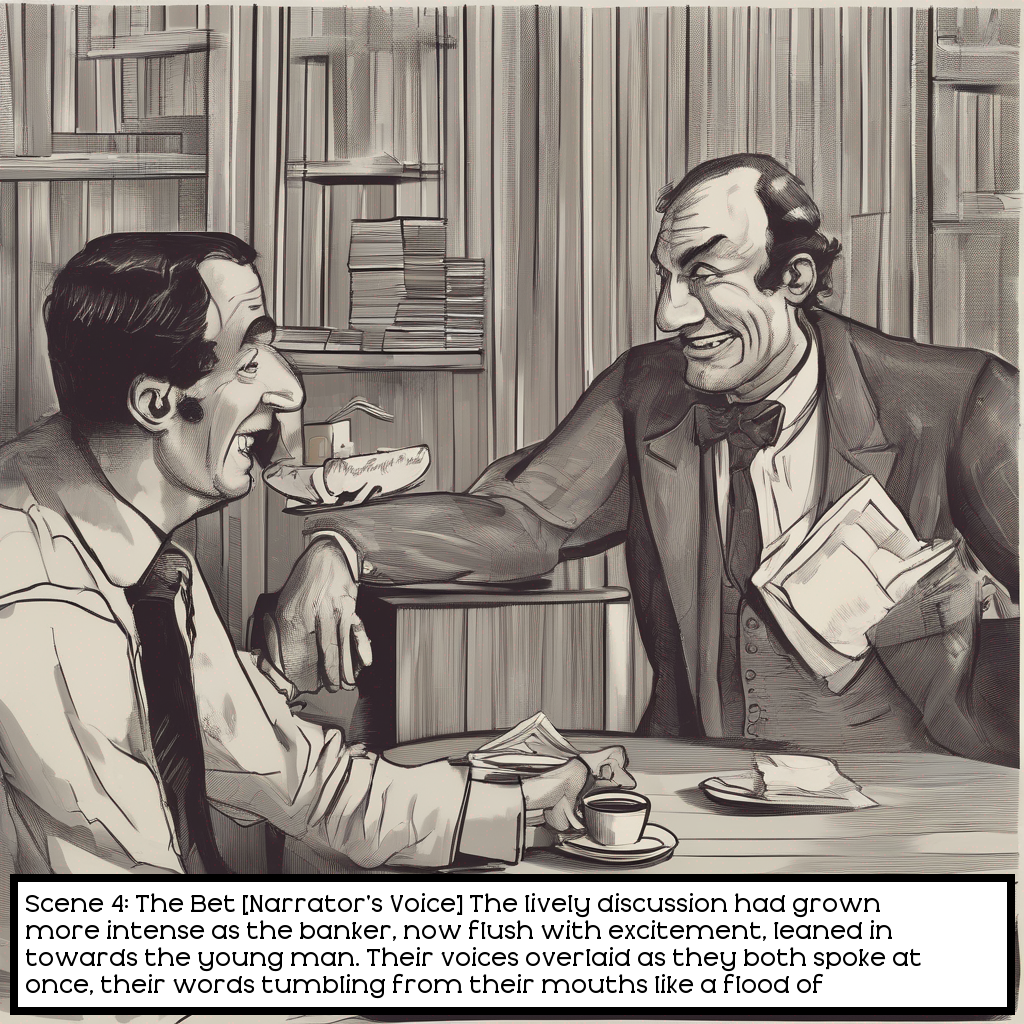 Scene 4: The Bet [Narrator's Voice] The lively discussion had grown
more intense as the banker, now flush with excitement, leaned in
towards the young man. Their voices overlaid as they both spoke at
once, their words tumbling from their mouths like a flood of